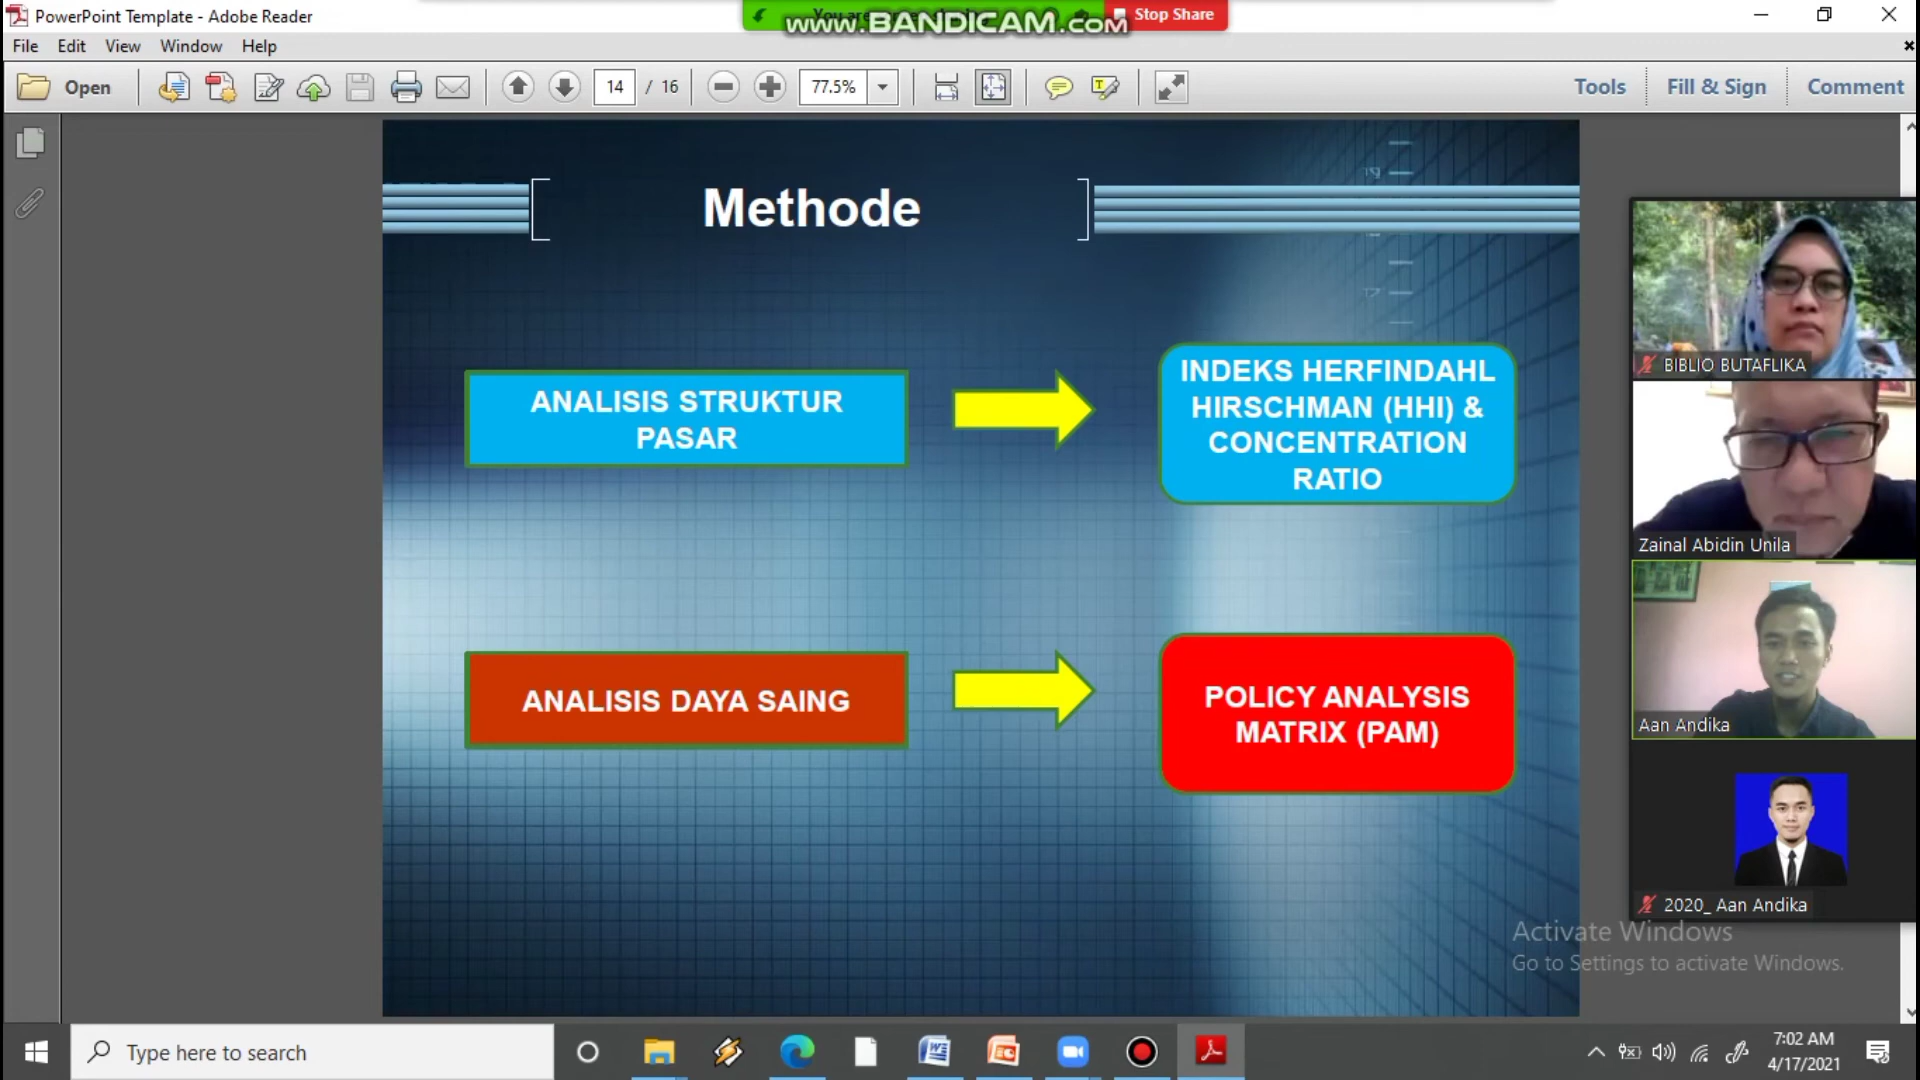 PowerPoint Template - Adobe Reader
www.BANDICAM.com
Stop Share
File Edit View Window Help
Open
14 / 16
77.5%
Tools Fill & Sign Comment
Methode
ANALISIS STRUKTUR
PASAR
INDEKS HERFINDAHL
HIRSCHMAN (HHI) &
CONCENTRATION
RATIO
ANALISIS DAYA SAING
POLICY ANALYSIS
MATRIX (PAM)
BIBLIO BUTAFLIKA
Zainal Abidin Unila
Aan Andika
2020_ Aan Andika
Activate Windows
Go to Settings to activate Windows.
Type here to search
7:02 AM
4/17/2021